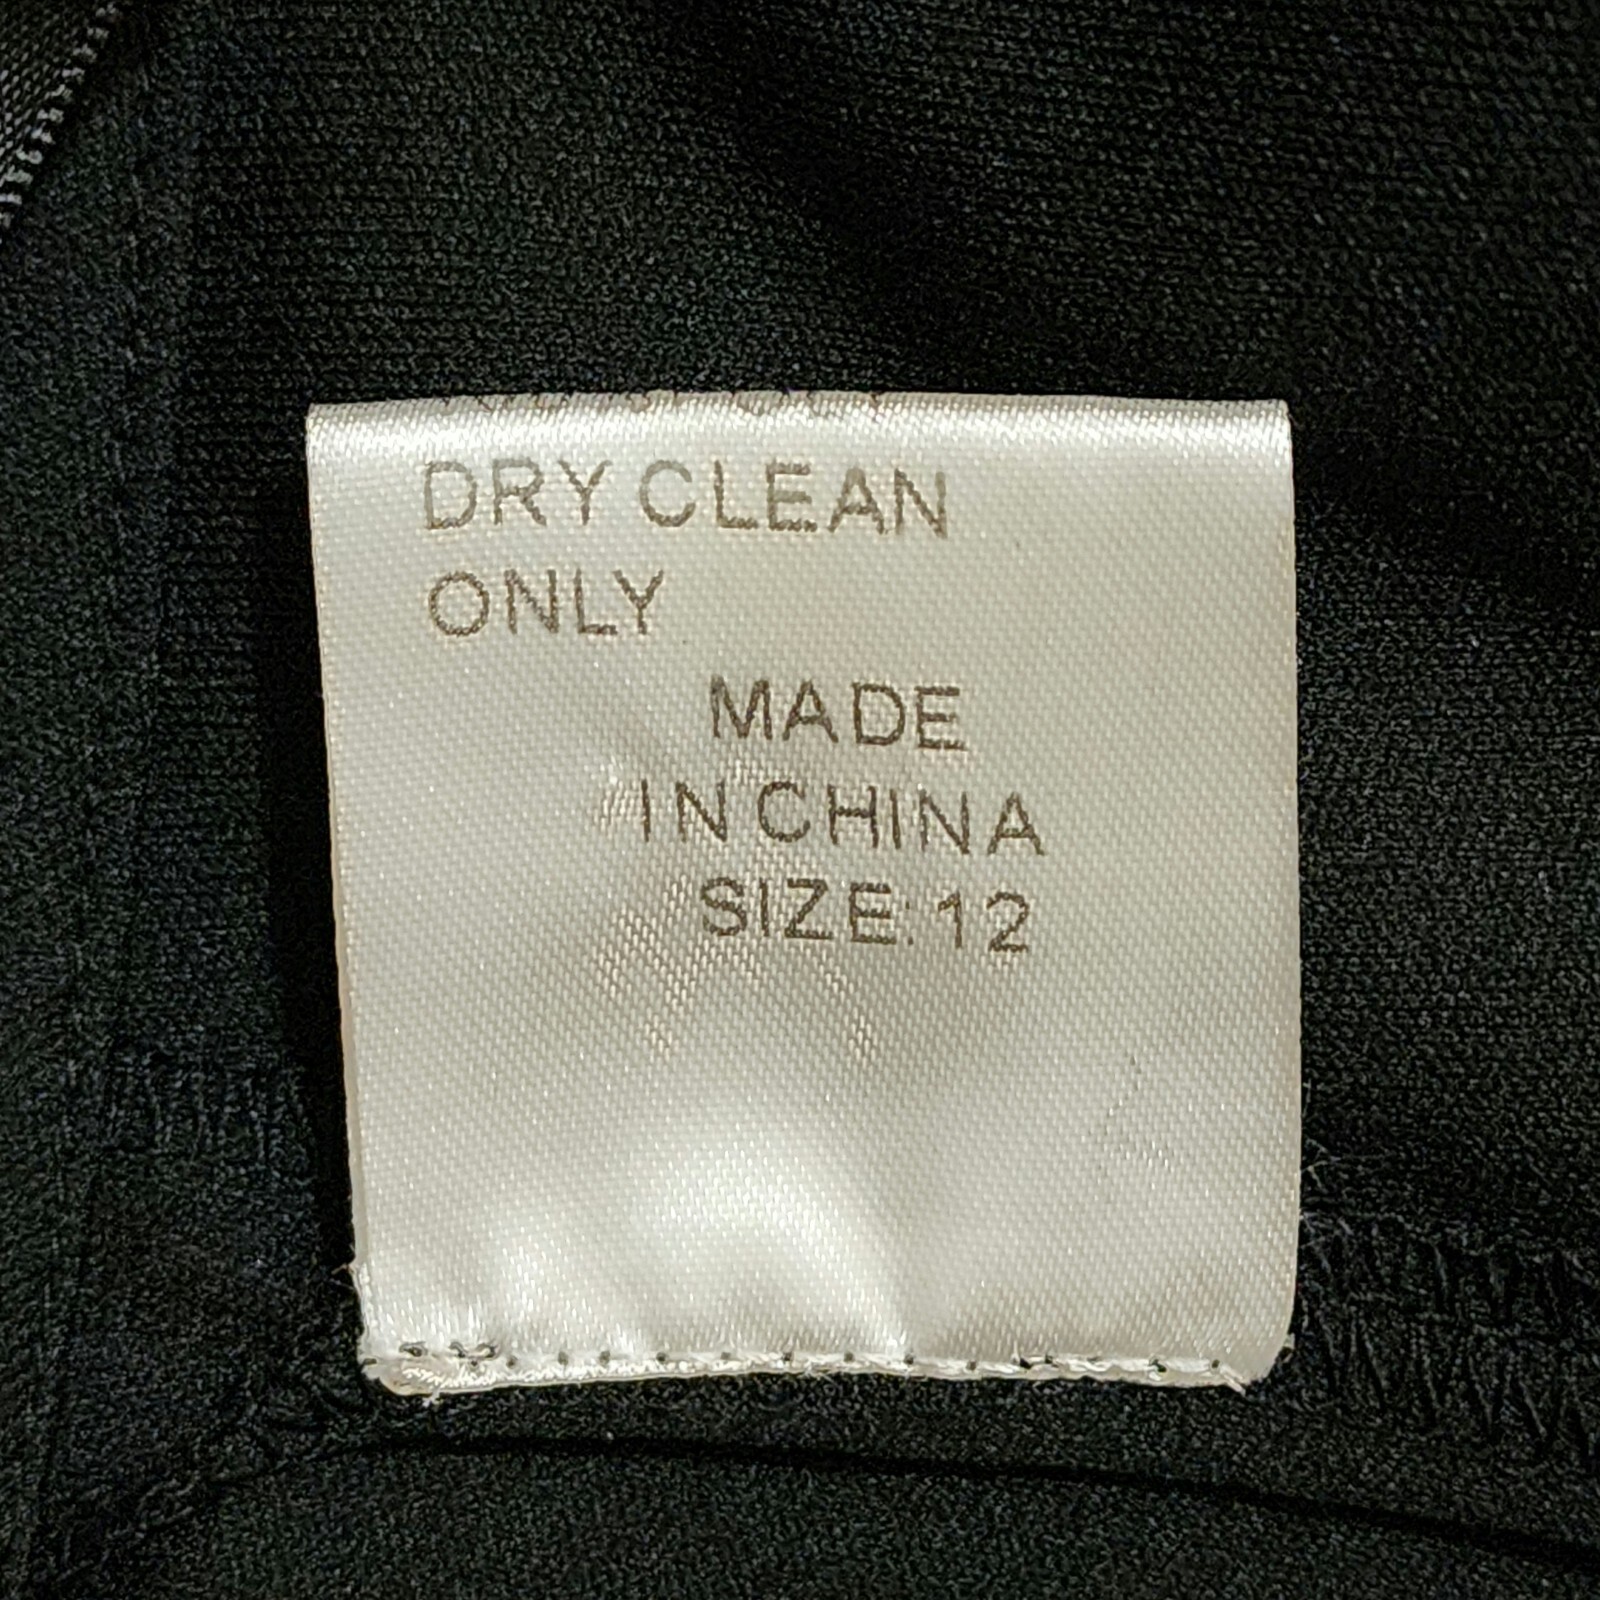 DRY CLEAN
ONLY
MADE
IN CHINA
SIZE:12